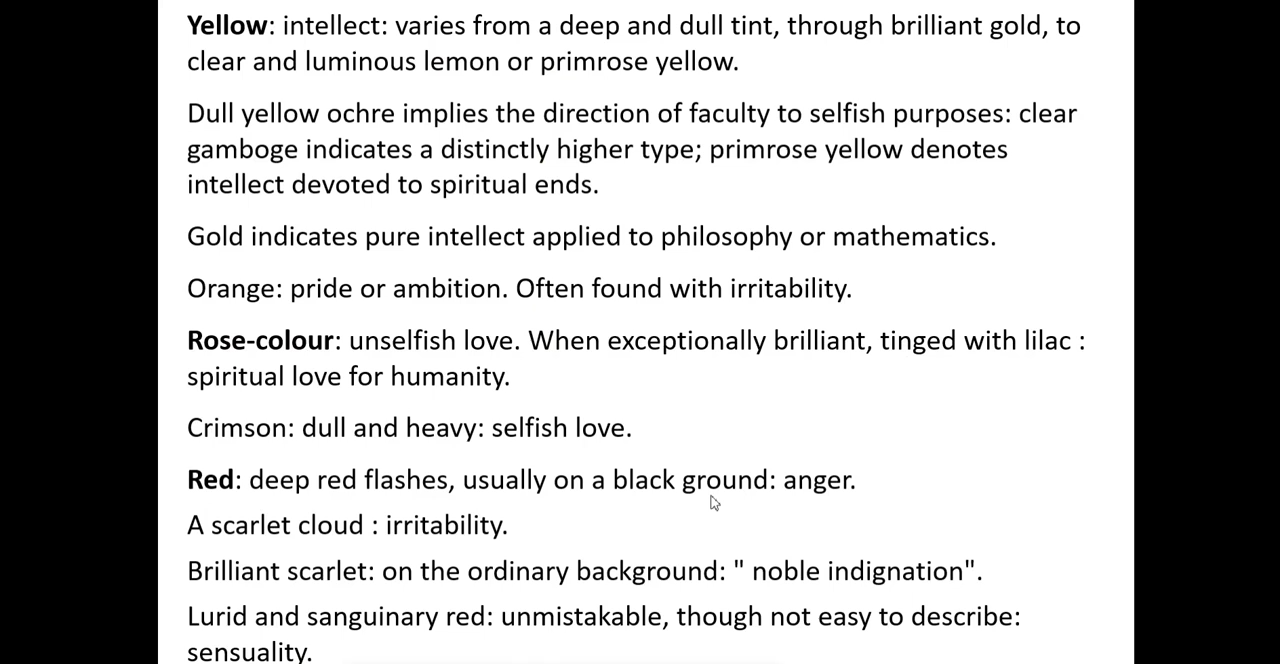 Yellow: intellect: varies from a deep and dull tint, through brilliant gold, to
clear and luminous lemon or primrose yellow.
Dull yellow ochre implies the direction of faculty to selfish purposes: clear
gamboge indicates a distinctly higher type; primrose yellow denotes
intellect devoted to spiritual ends.
Gold indicates pure intellect applied to philosophy or mathematics.
Orange: pride or ambition. Often found with irritability.
Rose-colour: unselfish love. When exceptionally brilliant, tinged with lilac :
spiritual love for humanity.
Crimson: dull and heavy: selfish love.
Red: deep red flashes, usually on a black ground: anger.
A scarlet cloud : irritability.
Brilliant scarlet: on the ordinary background: " noble indignation".
Lurid and sanguinary red: unmistakable, though not easy to describe:
sensuality.